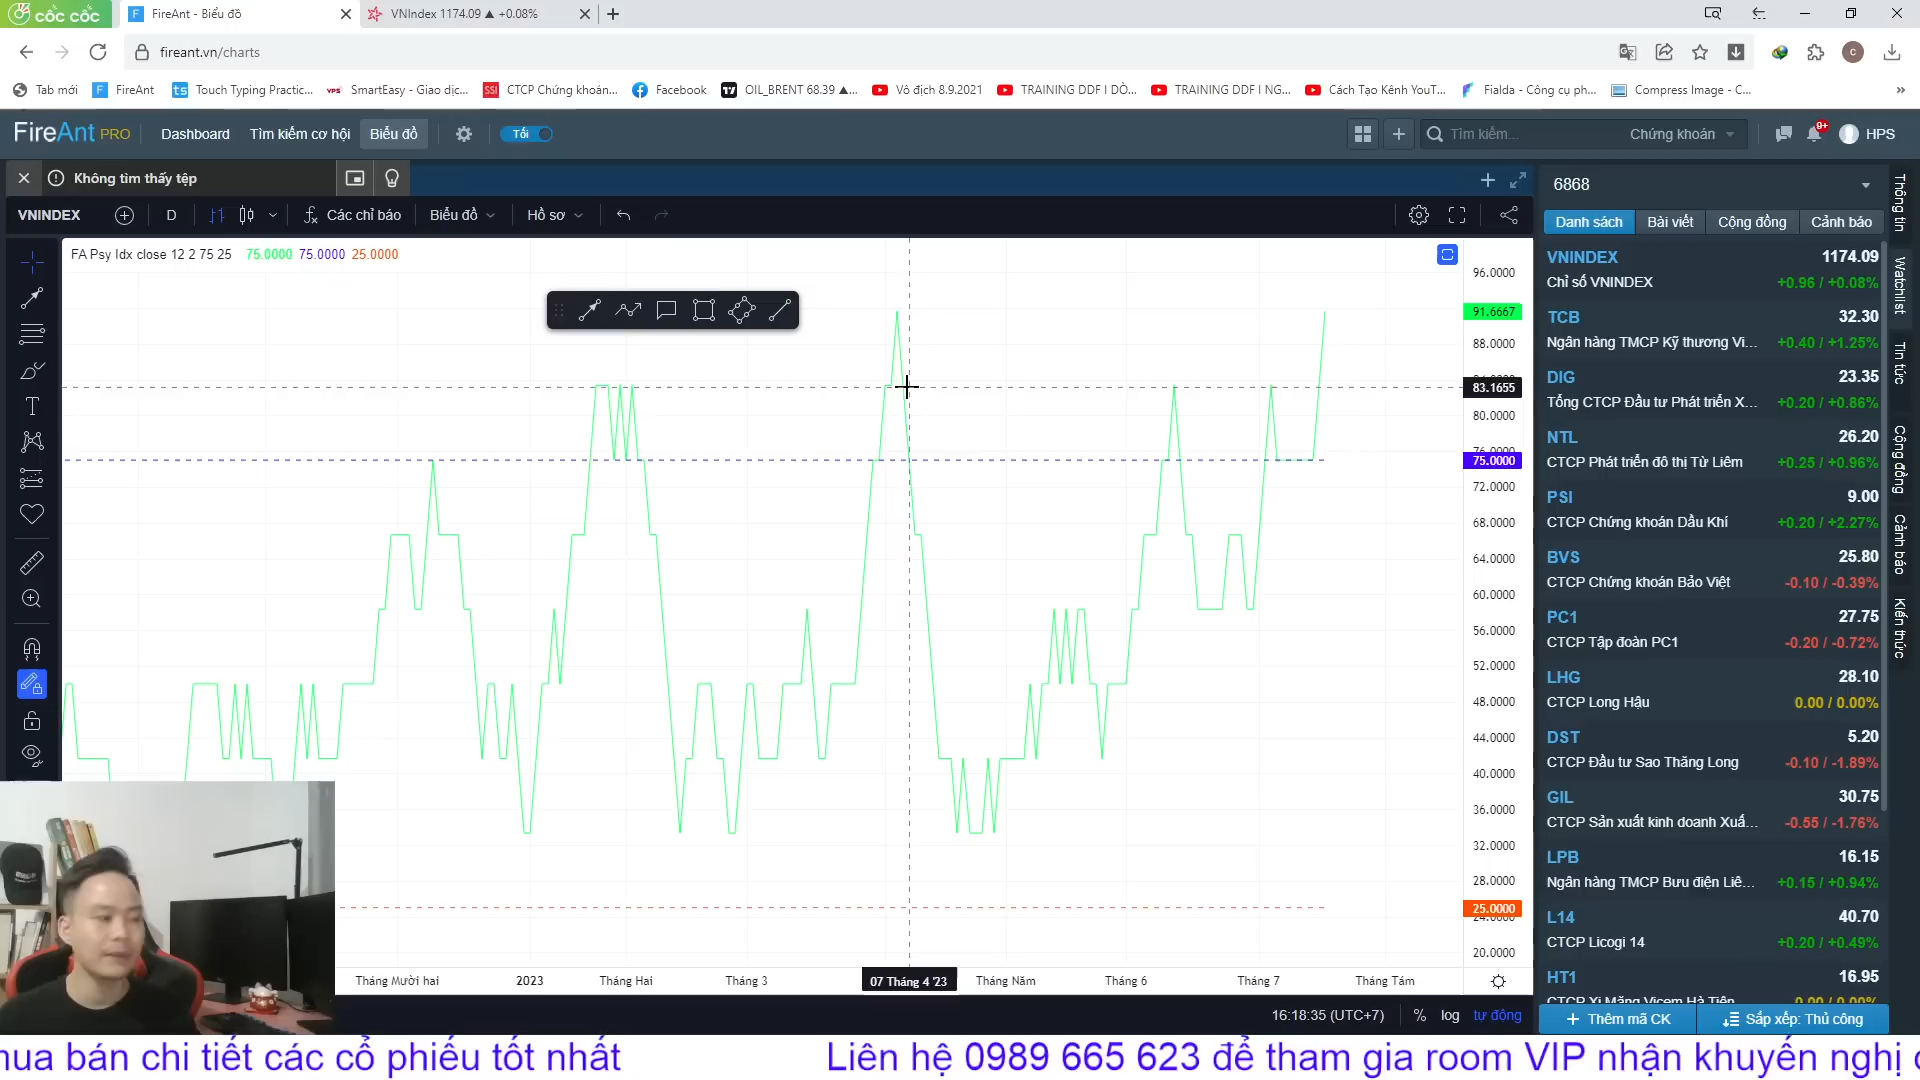 cốc cốc
FireAnt - Biểu đồ
VNIndex 1174.09 ▲ +0.08%
fireant.vn/charts
C
Tab mới
FireAnt
Touch Typing Practic...
SmartEasy - Giao dịc...
CTCP Chứng khoán...
Facebook
OIL_BRENT 68.39 ▲...
Vô địch 8.9.2021
TRAINING DDF I DÒ...
TRAINING DDF I NG...
Cách Tạo Kênh YouT...
Fialda - Công cụ ph...
Compress Image - C...
»
FireAnt PRO
Dashboard
Tìm kiếm cơ hội
Biểu đồ
Tối
Tìm kiếm...
Chứng khoán
9+
HPS
Không tìm thấy tệp
6868
VNINDEX
D
Các chỉ báo
Biểu đồ
Hồ sơ
Danh sách
Bài viết
Cộng đồng
Cảnh báo
FA Psy Idx close 12 2 75 25 75.0000 75.0000 25.0000
96.0000
91.6667
88.0000
83.1655
80.0000
76.0000
75.0000
72.0000
68.0000
64.0000
60.0000
56.0000
52.0000
48.0000
44.0000
40.0000
36.0000
32.0000
28.0000
25.0000
24.0000
20.0000
Tháng Mười hai
2023
Tháng Hai
Tháng 3
07 Tháng 4 '23
Tháng Năm
Tháng 6
Tháng 7
Tháng Tám
16:18:35 (UTC+7)
%
log
tự động
VNINDEX 1174.09
Chỉ số VNINDEX +0.96 / +0.08%
TCB 32.30
Ngân hàng TMCP Kỹ thương Vi... +0.40 / +1.25%
DIG 23.35
Tổng CTCP Đầu tư Phát triển X... +0.20 / +0.86%
NTL 26.20
CTCP Phát triển đô thị Từ Liêm +0.25 / +0.96%
PSI 9.00
CTCP Chứng khoán Dầu Khí +0.20 / +2.27%
BVS 25.80
CTCP Chứng khoán Bảo Việt -0.10 / -0.39%
PC1 27.75
CTCP Tập đoàn PC1 -0.20 / -0.72%
LHG 28.10
CTCP Long Hậu 0.00 / 0.00%
DST 5.20
CTCP Đầu tư Sao Thăng Long -0.10 / -1.89%
GIL 30.75
CTCP Sản xuất kinh doanh Xuấ... -0.55 / -1.76%
LPB 16.15
Ngân hàng TMCP Bưu điện Liê... +0.15 / +0.94%
L14 40.70
CTCP Licogi 14 +0.20 / +0.49%
HT1 16.95
CTCP Xi Măng Vicem Hà Tiên 0.00 / 0.00%
Thêm mã CK
Sắp xếp: Thủ công
Thông tin
Watchlist
Tin tức
Cộng đồng
Cảnh báo
Kiến thức
mua bán chi tiết các cổ phiếu tốt nhất
Liên hệ 0989 665 623 để tham gia room VIP nhận khuyến nghị